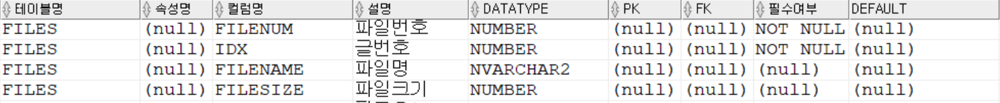 테이블명 속성명 컬럼명 설명 DATATYPE PK FK 필수여부 DEFAULT
FILES (null) FILENUM 파일번호 NUMBER (null) (null) NOT NULL (null)
FILES (null) IDX 글번호 NUMBER (null) (null) NOT NULL (null)
FILES (null) FILENAME 파일명 NVARCHAR2 (null) (null) (null) (null)
FILES (null) FILESIZE 파일크기 NUMBER (null) (null) (null) (null)